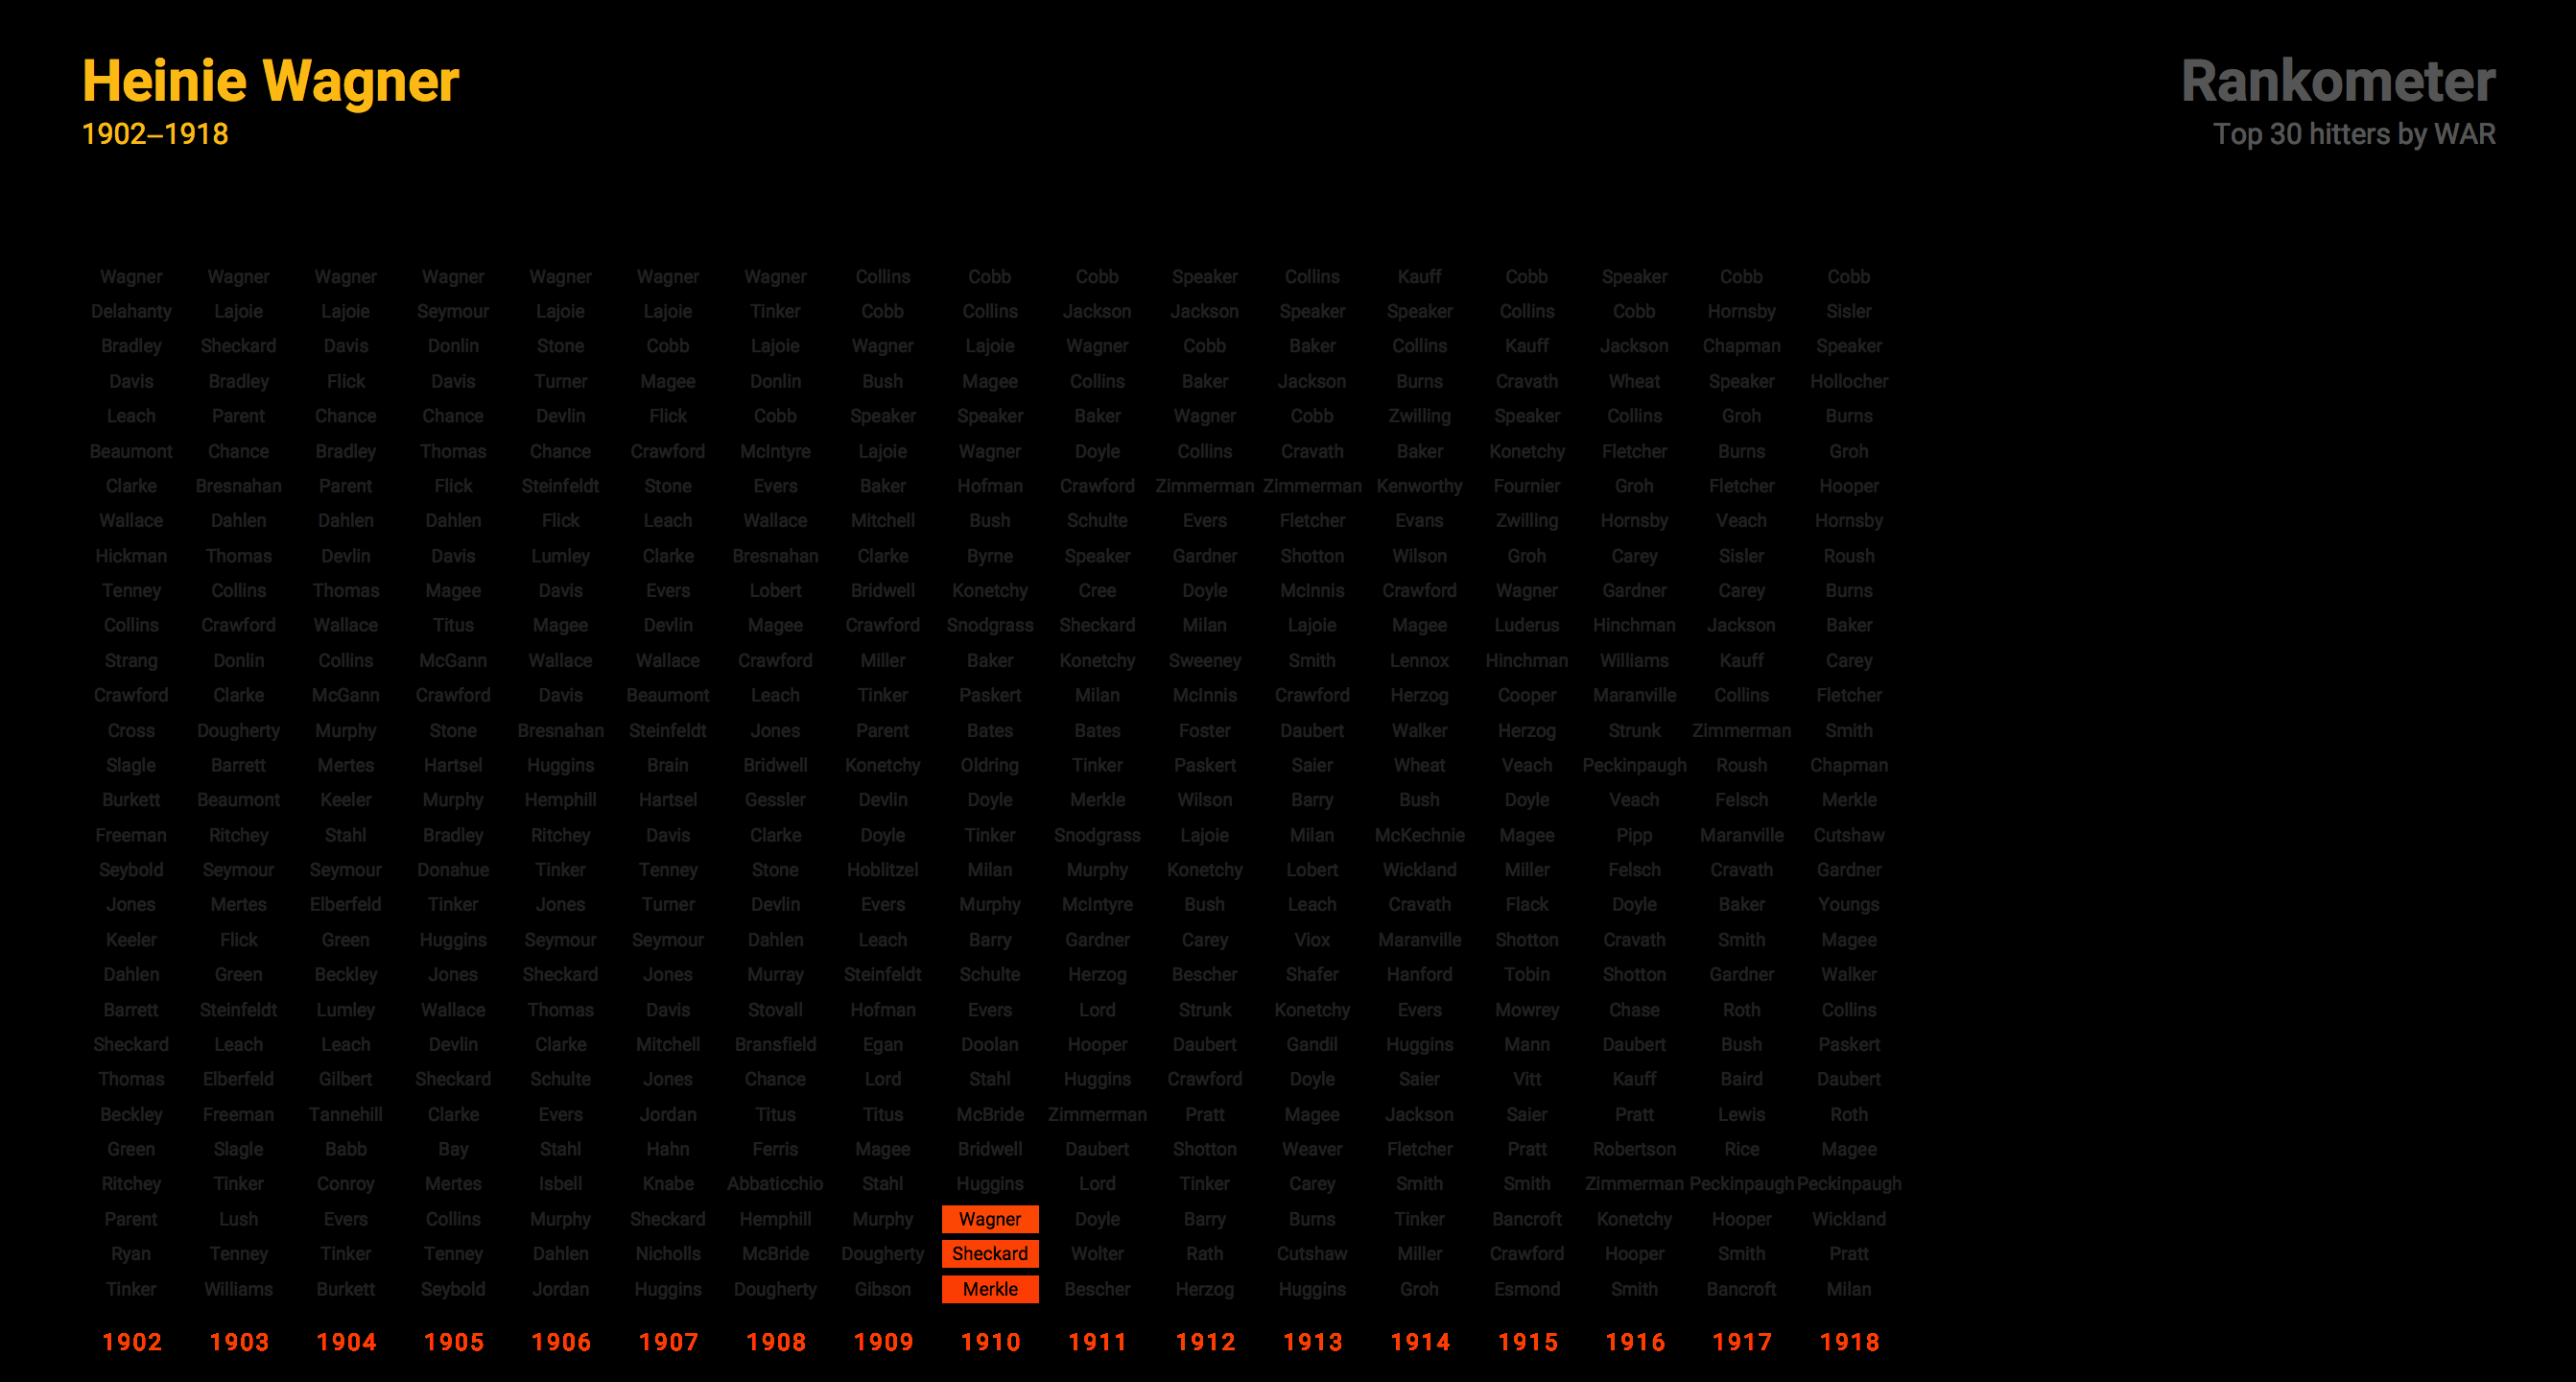 Heinie Wagner
1902–1918
Rankometer
Top 30 hitters by WAR
Wagner Wagner Wagner Wagner Wagner Wagner Wagner Collins Cobb Cobb Speaker Collins Kauff Cobb Speaker Cobb Cobb
Delahanty Lajoie Lajoie Seymour Lajoie Lajoie Tinker Cobb Collins Jackson Jackson Speaker Speaker Collins Cobb Hornsby Sisler
Bradley Sheckard Davis Donlin Stone Cobb Lajoie Wagner Lajoie Wagner Cobb Baker Collins Kauff Jackson Chapman Speaker
Davis Bradley Flick Davis Turner Magee Donlin Bush Magee Collins Baker Jackson Burns Cravath Wheat Speaker Hollocher
Leach Parent Chance Chance Devlin Flick Cobb Speaker Speaker Baker Wagner Cobb Zwilling Speaker Collins Groh Burns
Beaumont Chance Bradley Thomas Chance Crawford McIntyre Lajoie Wagner Doyle Collins Cravath Baker Konetchy Fletcher Burns Groh
Clarke Bresnahan Parent Flick Steinfeldt Stone Evers Baker Hofman Crawford Zimmerman Zimmerman Kenworthy Fournier Groh Fletcher Hooper
Wallace Dahlen Dahlen Dahlen Flick Leach Wallace Mitchell Bush Schulte Evers Fletcher Evans Zwilling Hornsby Veach Hornsby
Hickman Thomas Devlin Davis Lumley Clarke Bresnahan Clarke Byrne Speaker Gardner Shotton Wilson Groh Carey Sisler Roush
Tenney Collins Thomas Magee Davis Evers Lobert Bridwell Konetchy Cree Doyle McInnis Crawford Wagner Gardner Carey Burns
Collins Crawford Wallace Titus Magee Devlin Magee Crawford Snodgrass Sheckard Milan Lajoie Magee Luderus Hinchman Jackson Baker
Strang Donlin Collins McGann Wallace Wallace Crawford Miller Baker Konetchy Sweeney Smith Lennox Hinchman Williams Kauff Carey
Crawford Clarke McGann Crawford Davis Beaumont Leach Tinker Paskert Milan McInnis Crawford Herzog Cooper Maranville Collins Fletcher
Cross Dougherty Murphy Stone Bresnahan Steinfeldt Jones Parent Bates Bates Foster Daubert Walker Herzog Strunk Zimmerman Smith
Slagle Barrett Mertes Hartsel Huggins Brain Bridwell Konetchy Oldring Tinker Paskert Saier Wheat Veach Peckinpaugh Roush Chapman
Burkett Beaumont Keeler Murphy Hemphill Hartsel Gessler Devlin Doyle Merkle Wilson Barry Bush Doyle Veach Felsch Merkle
Freeman Ritchey Stahl Bradley Ritchey Davis Clarke Doyle Tinker Snodgrass Lajoie Milan McKechnie Magee Pipp Maranville Cutshaw
Seybold Seymour Seymour Donahue Tinker Tenney Stone Hoblitzel Milan Murphy Konetchy Lobert Wickland Miller Felsch Cravath Gardner
Jones Mertes Elberfeld Tinker Jones Turner Devlin Evers Murphy McIntyre Bush Leach Cravath Flack Doyle Baker Youngs
Keeler Flick Green Huggins Seymour Seymour Dahlen Leach Barry Gardner Carey Viox Maranville Shotton Cravath Smith Magee
Dahlen Green Beckley Jones Sheckard Jones Murray Steinfeldt Schulte Herzog Bescher Shafer Hanford Tobin Shotton Gardner Walker
Barrett Steinfeldt Lumley Wallace Thomas Davis Stovall Hofman Evers Lord Strunk Konetchy Evers Mowrey Chase Roth Collins
Sheckard Leach Leach Devlin Clarke Mitchell Bransfield Egan Doolan Hooper Daubert Gandil Huggins Mann Daubert Bush Paskert
Thomas Elberfeld Gilbert Sheckard Schulte Jones Chance Lord Stahl Huggins Crawford Doyle Saier Vitt Kauff Baird Daubert
Beckley Freeman Tannehill Clarke Evers Jordan Titus Titus McBride Zimmerman Pratt Magee Jackson Saier Pratt Lewis Roth
Green Slagle Babb Bay Stahl Hahn Ferris Magee Bridwell Daubert Shotton Weaver Fletcher Pratt Robertson Rice Magee
Ritchey Tinker Conroy Mertes Isbell Knabe Abbaticchio Stahl Huggins Lord Tinker Carey Smith Smith Zimmerman Peckinpaugh Peckinpaugh
Parent Lush Evers Collins Murphy Sheckard Hemphill Murphy Wagner Doyle Barry Burns Tinker Bancroft Konetchy Hooper Wickland
Ryan Tenney Tinker Tenney Dahlen Nicholls McBride Dougherty Sheckard Wolter Rath Cutshaw Miller Crawford Hooper Smith Pratt
Tinker Williams Burkett Seybold Jordan Huggins Dougherty Gibson Merkle Bescher Herzog Huggins Groh Esmond Smith Bancroft Milan
1902 1903 1904 1905 1906 1907 1908 1909 1910 1911 1912 1913 1914 1915 1916 1917 1918